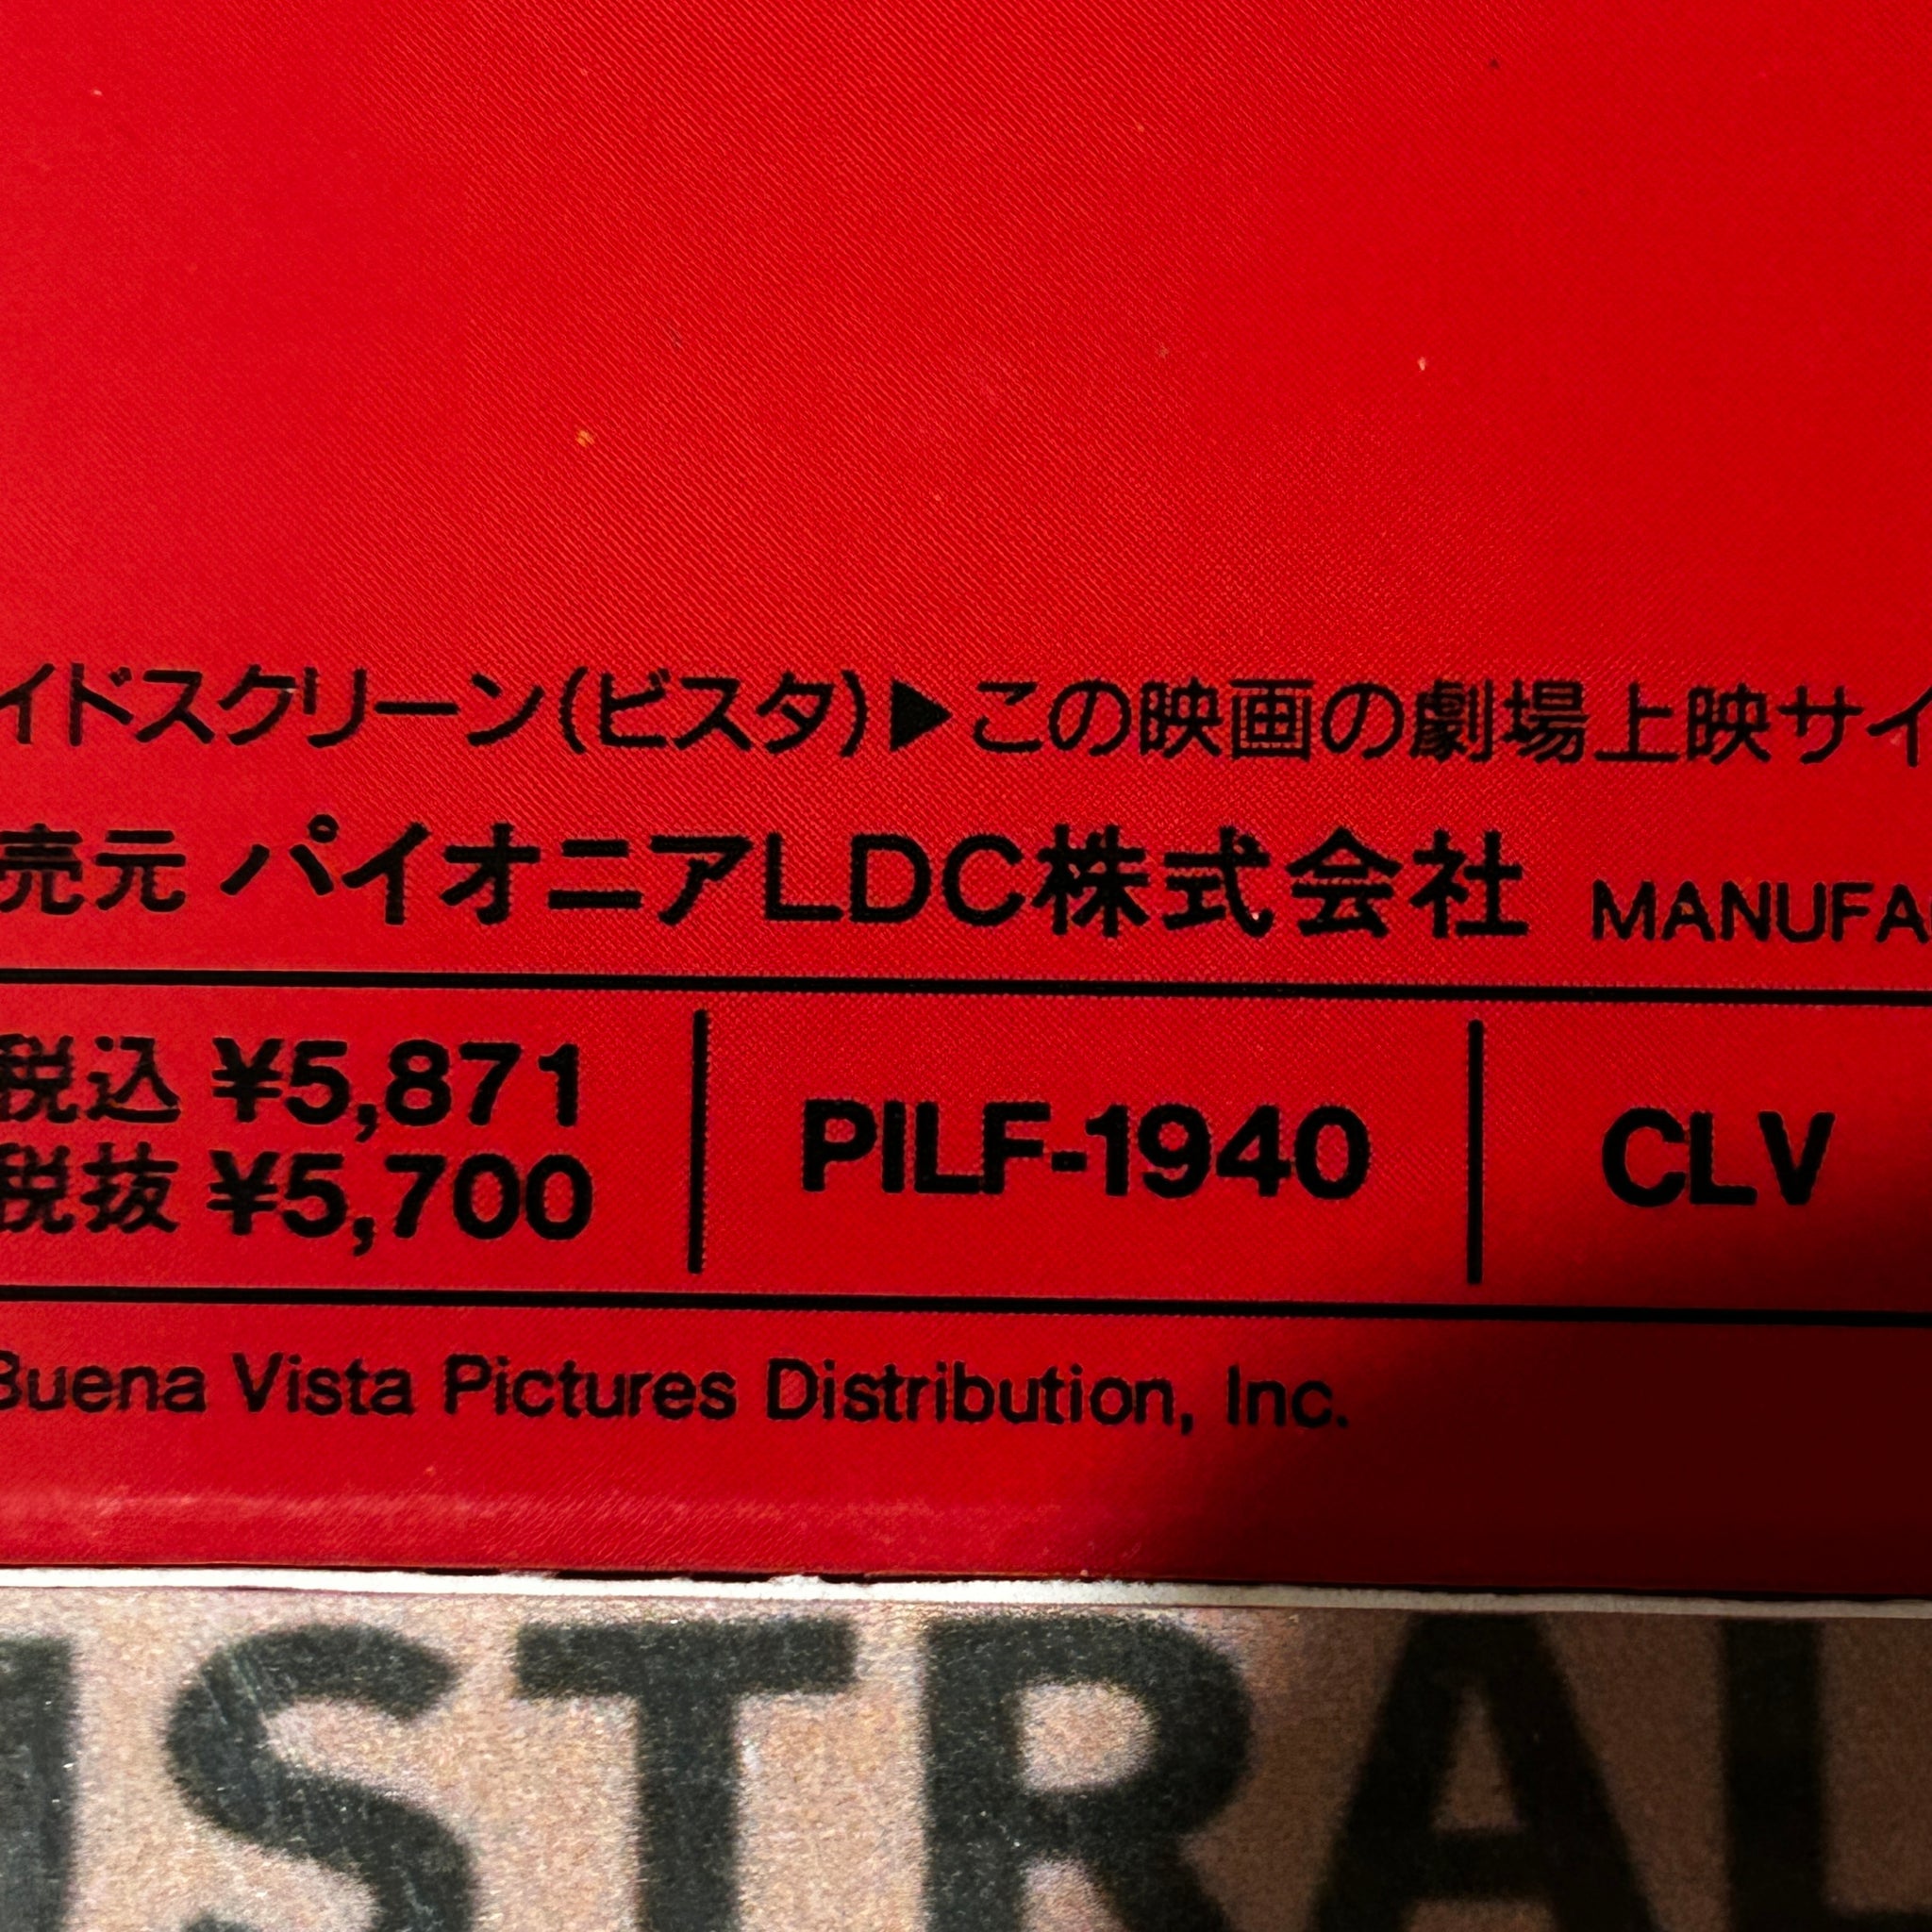 イドスクリーン(ビスタ)▶この映画の劇場上映サイ
売元 パイオニアLDC株式会社 MANUFA
税込 ¥5,871
税抜 ¥5,700
PILF-1940
CLV
Buena Vista Pictures Distribution, Inc.
STRAL